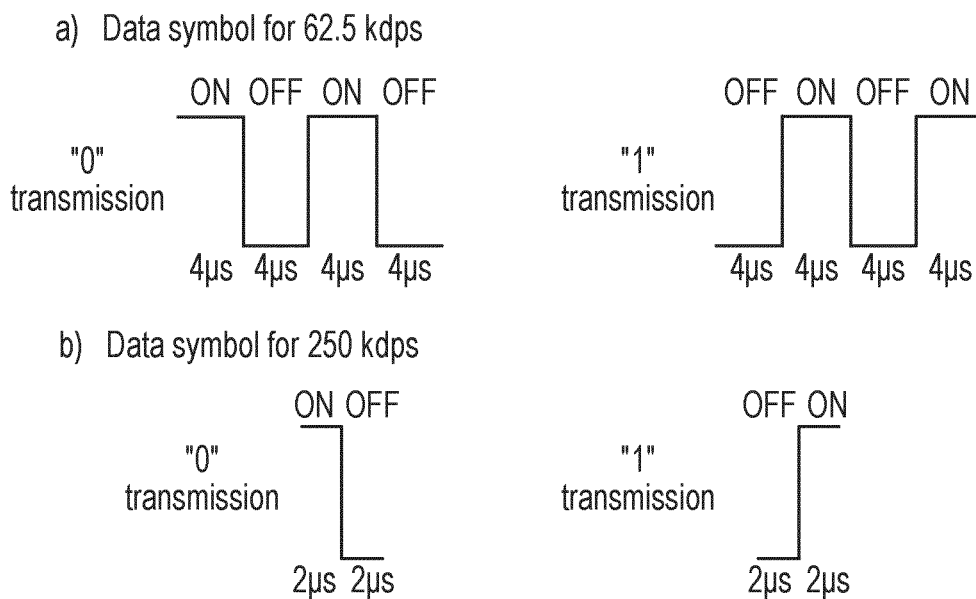 a) Data symbol for 62.5 kdps
ON OFF ON OFF
"0"
transmission
4µs 4µs 4µs 4µs
OFF ON OFF ON
"1"
transmission
4µs 4µs 4µs 4µs
b) Data symbol for 250 kdps
ON OFF
"0"
transmission
2µs 2µs
OFF ON
"1"
transmission
2µs 2µs